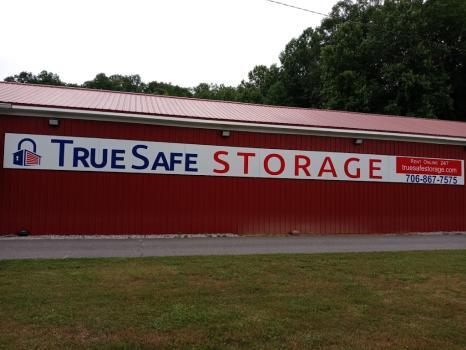 TRUE SAFE STORAGE
RENT ONLINE 24/7
truesafestorage.com
706-867-7575